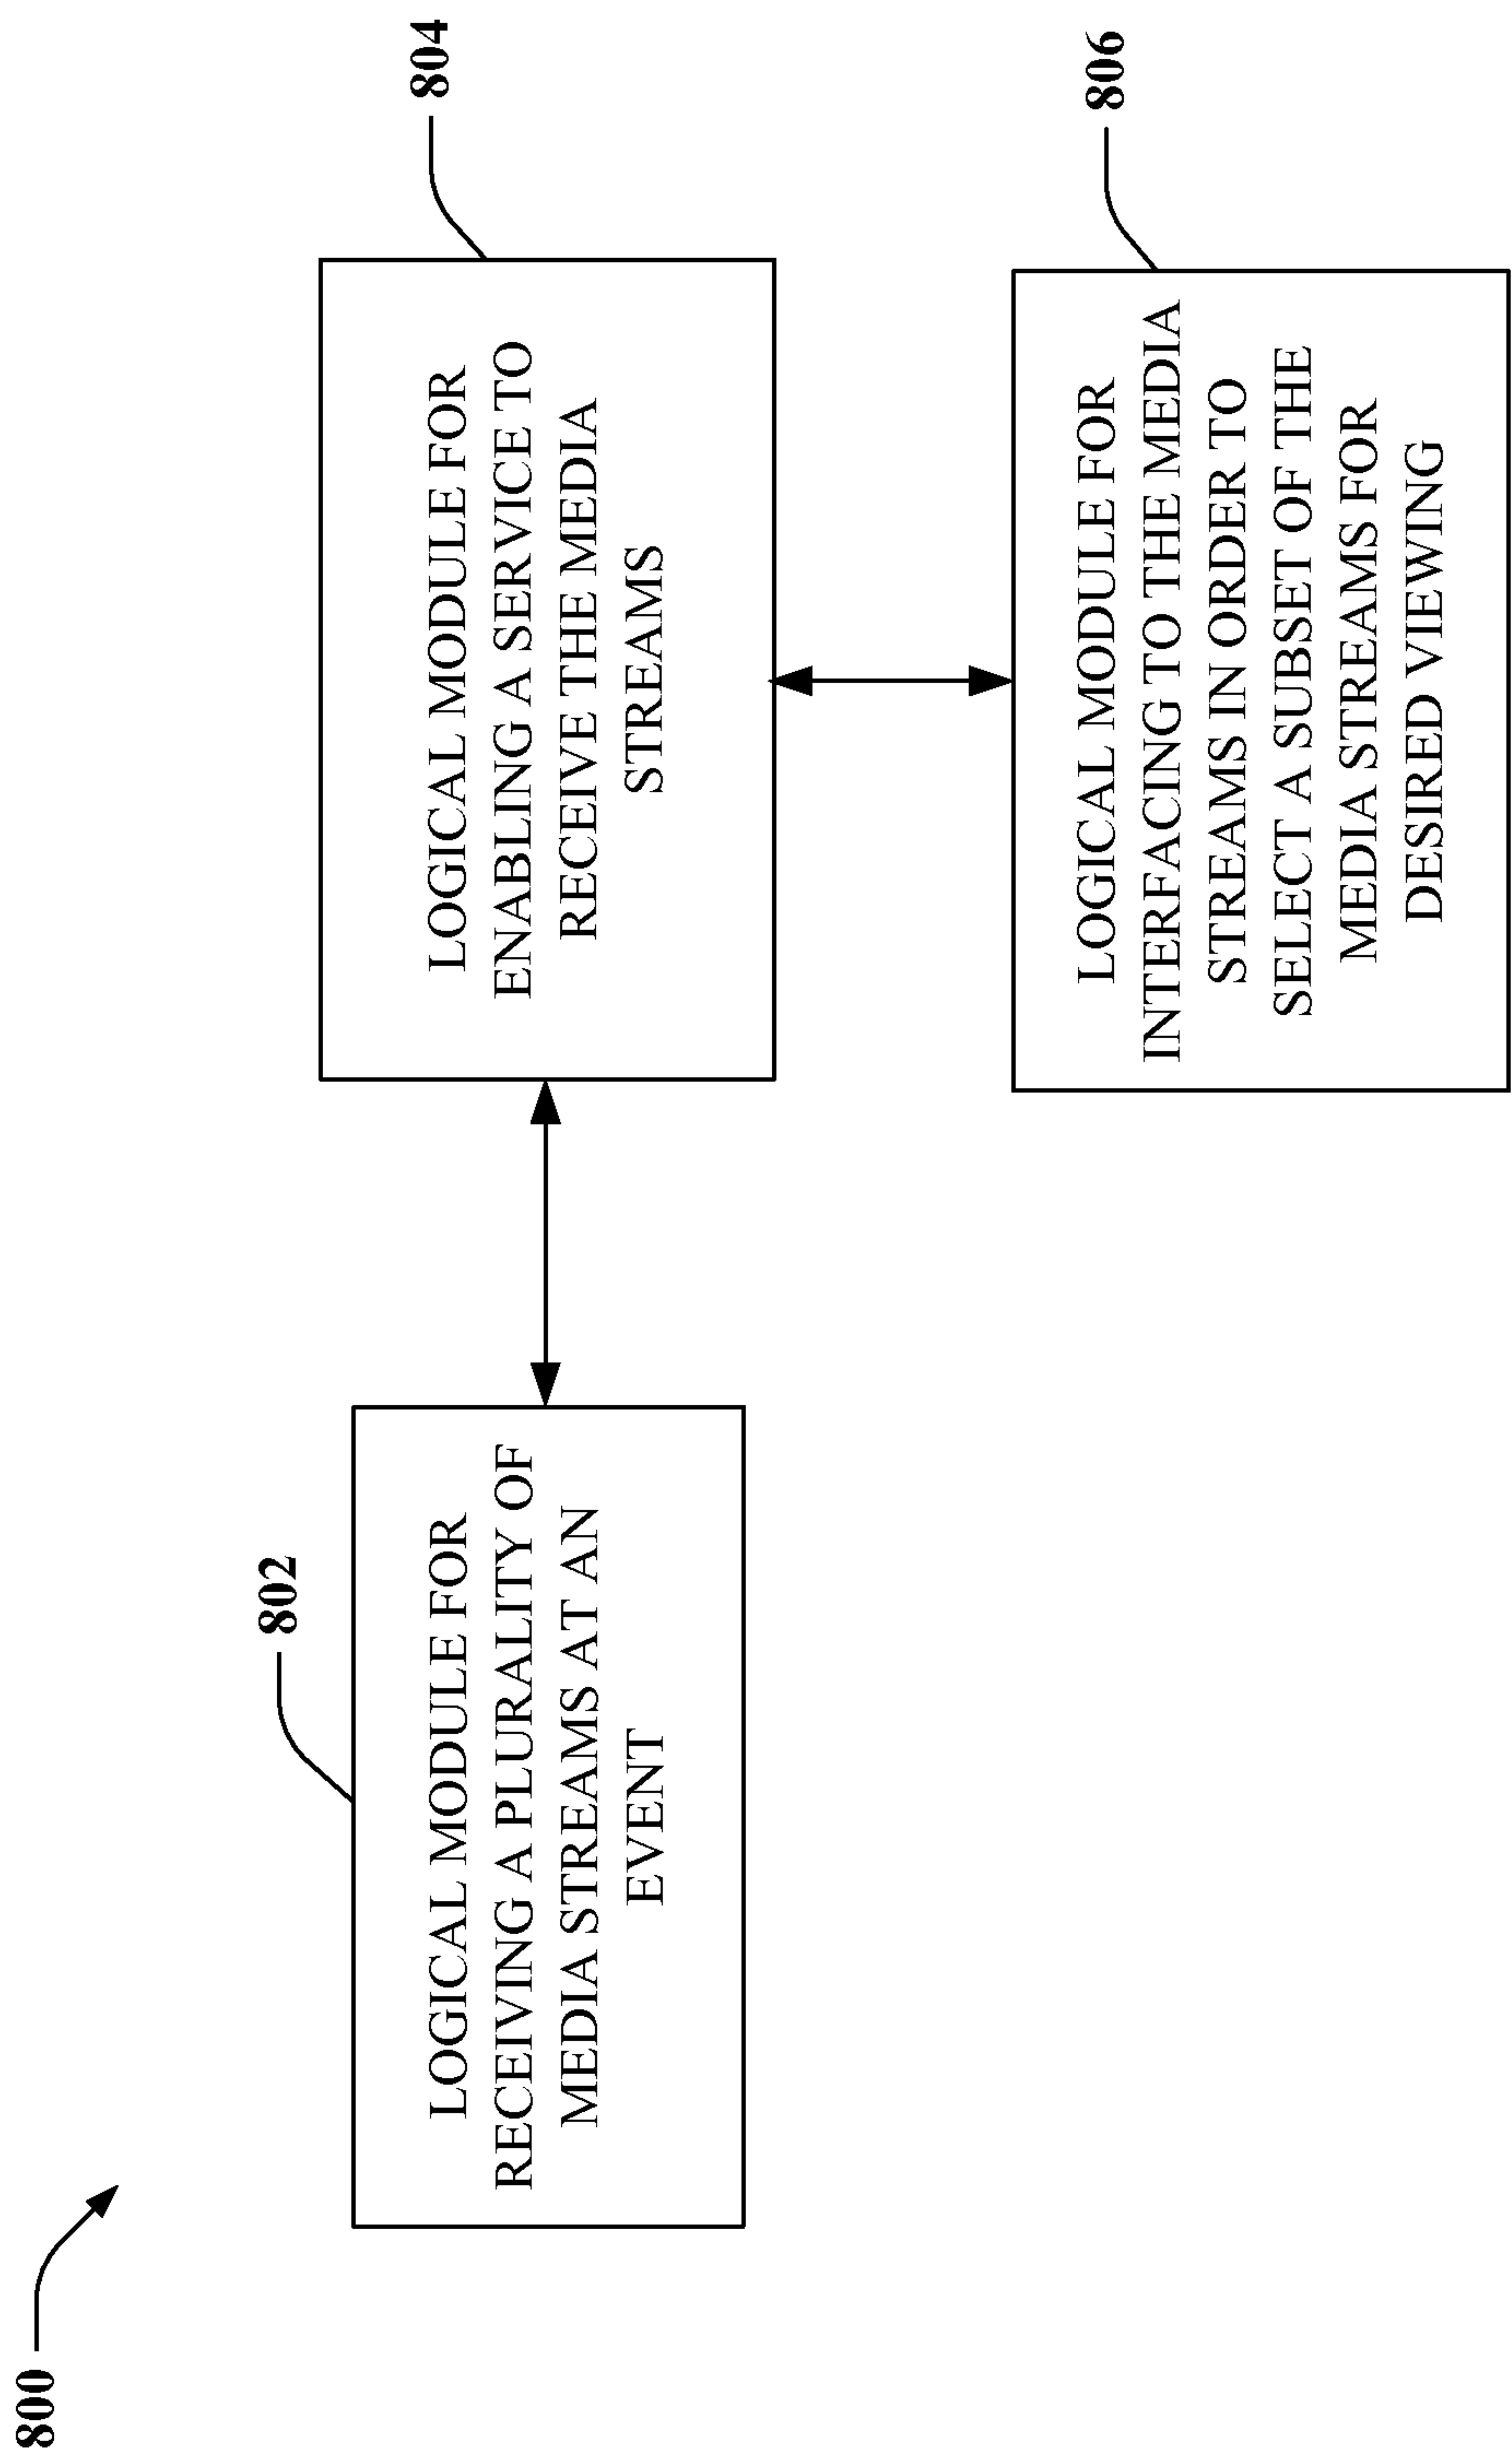 800
802
LOGICAL MODULE FOR
RECEIVING A PLURALITY OF
MEDIA STREAMS AT AN
EVENT
804
LOGICAL MODULE FOR
ENABLING A SERVICE TO
RECEIVE THE MEDIA
STREAMS
806
LOGICAL MODULE FOR
INTERFACING TO THE MEDIA
STREAMS IN ORDER TO
SELECT A SUBSET OF THE
MEDIA STREAMS FOR
DESIRED VIEWING